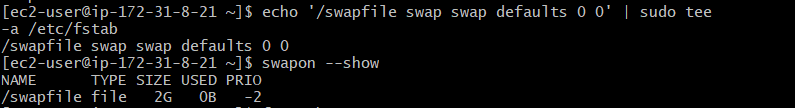 [ec2-user@ip-172-31-8-21 ~]$ echo '/swapfile swap swap defaults 0 0' | sudo tee
-a /etc/fstab
/swapfile swap swap defaults 0 0
[ec2-user@ip-172-31-8-21 ~]$ swapon --show
NAME      TYPE SIZE USED PRIO
/swapfile file   2G   0B   -2